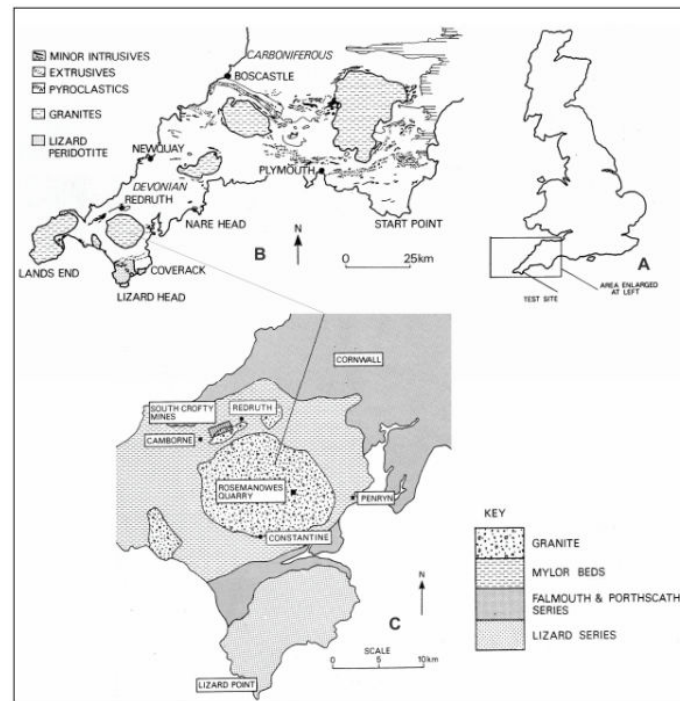 MINOR INTRUSIVES
EXTRUSIVES
PYROCLASTICS
GRANITES
LIZARD
PERIDOTITE
CARBONIFEROUS
BOSCASTLE
NEWQUAY
PLYMOUTH
DEVONIAN
REDRUTH
NARE HEAD
START POINT
LANDS END
COVERACK
LIZARD HEAD
B
N
0 25km
A
TEST SITE
AREA ENLARGED
AT LEFT
CORNWALL
SOUTH CROFTY
MINES
REDRUTH
CAMBORNE
ROSEMANOWES
QUARRY
PENRYN
CONSTANTINE
C
N
SCALE
0 5 10km
LIZARD POINT
KEY
GRANITE
MYLOR BEDS
FALMOUTH & PORTHSCATH
SERIES
LIZARD SERIES